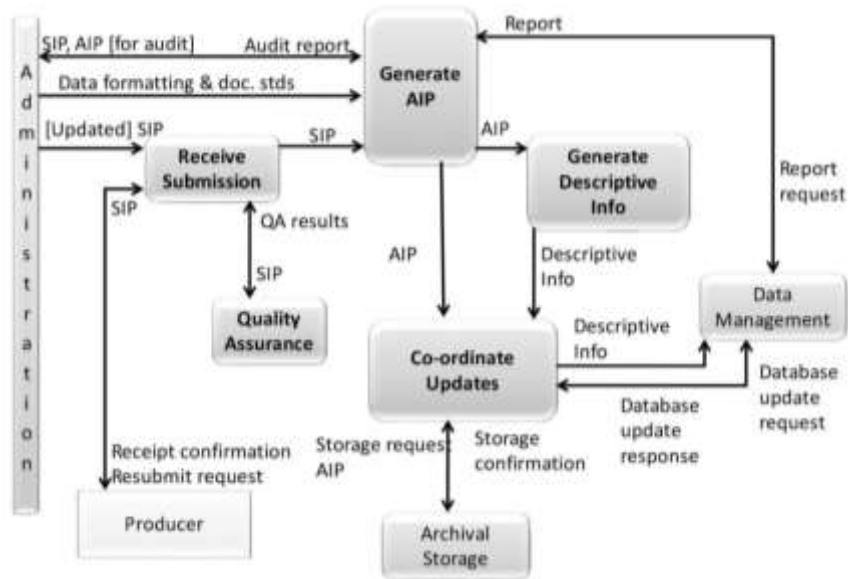 Administration
SIP, AIP [for audit]
Audit report
Data formatting & doc. stds
[Updated] SIP
Receive
Submission
SIP
Generate
AIP
Report
AIP
Generate
Descriptive
Info
Report
request
SIP
QA results
SIP
Quality
Assurance
AIP
Descriptive
Info
Data
Management
Co-ordinate
Updates
Descriptive
Info
Database
update
response
Database
update
request
Storage request
AIP
Storage
confirmation
Receipt confirmation
Resubmit request
Producer
Archival
Storage